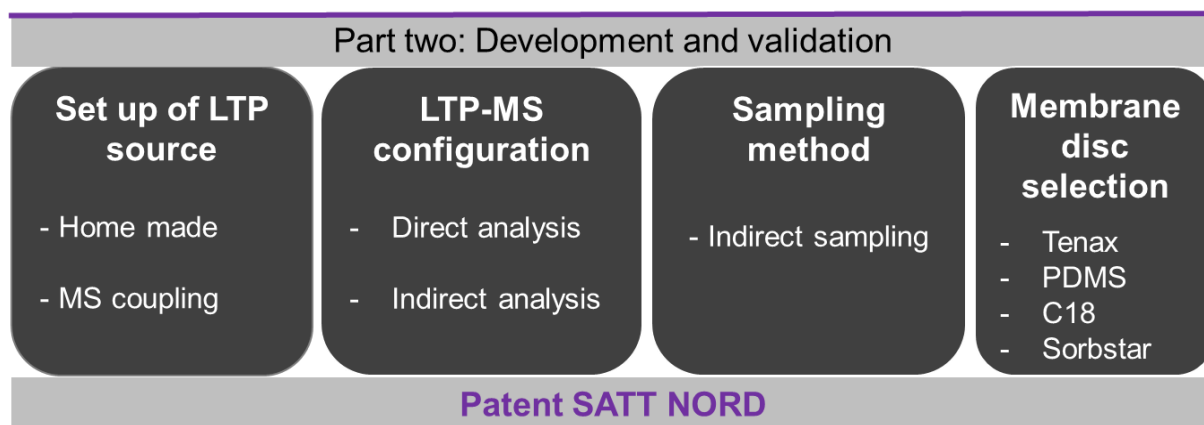 Part two: Development and validation
Set up of LTP
source
- Home made
- MS coupling
LTP-MS
configuration
- Direct analysis
- Indirect analysis
Sampling
method
- Indirect sampling
Membrane
disc
selection
- Tenax
- PDMS
- C18
- Sorbstar
Patent SATT NORD